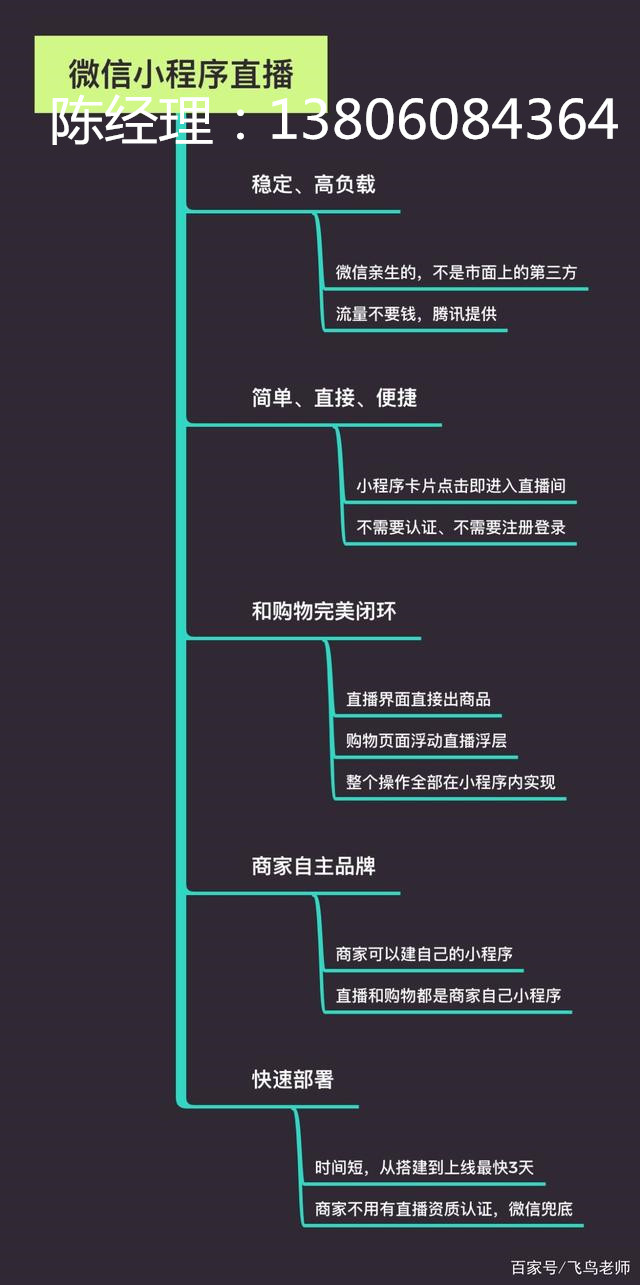 微信小程序直播
陈经理：13806084364
稳定、高负载
微信亲生的，不是市面上的第三方
流量不要钱，腾讯提供
简单、直接、便捷
小程序卡片点击即进入直播间
不需要认证、不需要注册登录
和购物完美闭环
直播界面直接出商品
购物页面浮动直播浮层
整个操作全部在小程序内实现
商家自主品牌
商家可以建自己的小程序
直播和购物都是商家自己小程序
快速部署
时间短，从搭建到上线最快3天
商家不用有直播资质认证，微信兜底
百家号/飞鸟老师